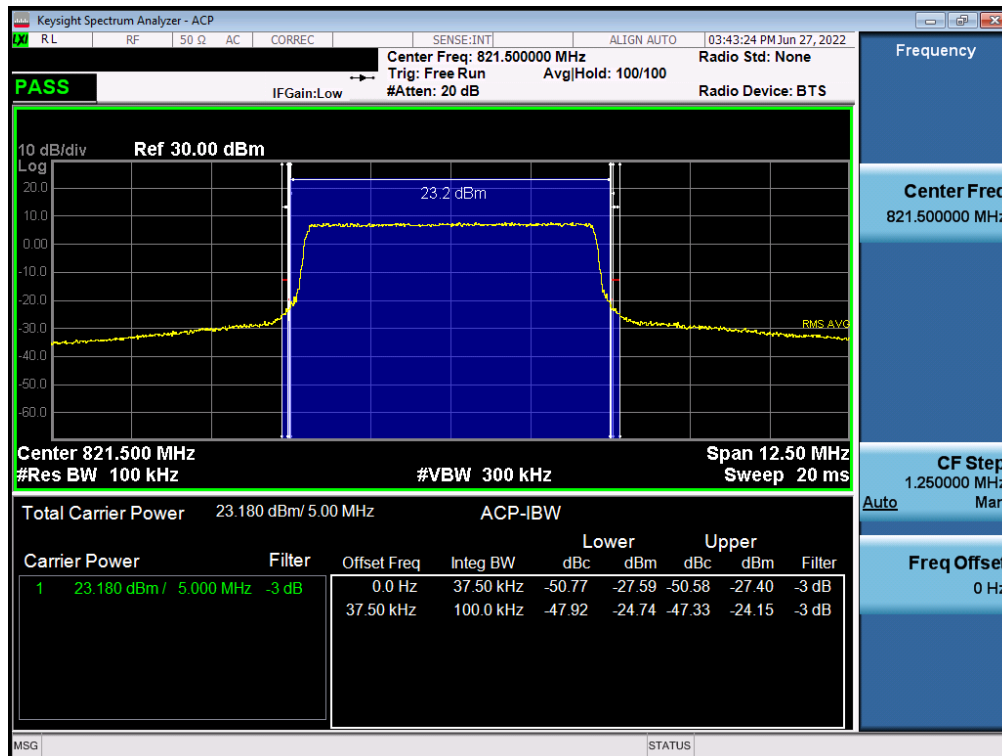 Keysight Spectrum Analyzer - ACP
LXI RL RF 50 Ω AC CORREC SENSE:INT ALIGN AUTO 03:43:24 PM Jun 27, 2022
Center Freq: 821.500000 MHz Radio Std: None
Trig: Free Run Avg|Hold: 100/100
PASS IFGain:Low #Atten: 20 dB Radio Device: BTS
10 dB/div Ref 30.00 dBm
Log
20.0
10.0
0.00
-10.0
-20.0
-30.0
-40.0
-50.0
-60.0
23.2 dBm
RMS AVG
Center 821.500 MHz Span 12.50 MHz
#Res BW 100 kHz #VBW 300 kHz Sweep 20 ms
Total Carrier Power 23.180 dBm/ 5.00 MHz ACP-IBW
Lower Upper
Carrier Power Filter Offset Freq Integ BW dBc dBm dBc dBm Filter
1 23.180 dBm / 5.000 MHz -3 dB 0.0 Hz 37.50 kHz -50.77 -27.59 -50.58 -27.40 -3 dB
37.50 kHz 100.0 kHz -47.92 -24.74 -47.33 -24.15 -3 dB
MSG STATUS
Frequency
Center Freq
821.500000 MHz
CF Step
1.250000 MHz
Auto Man
Freq Offset
0 Hz